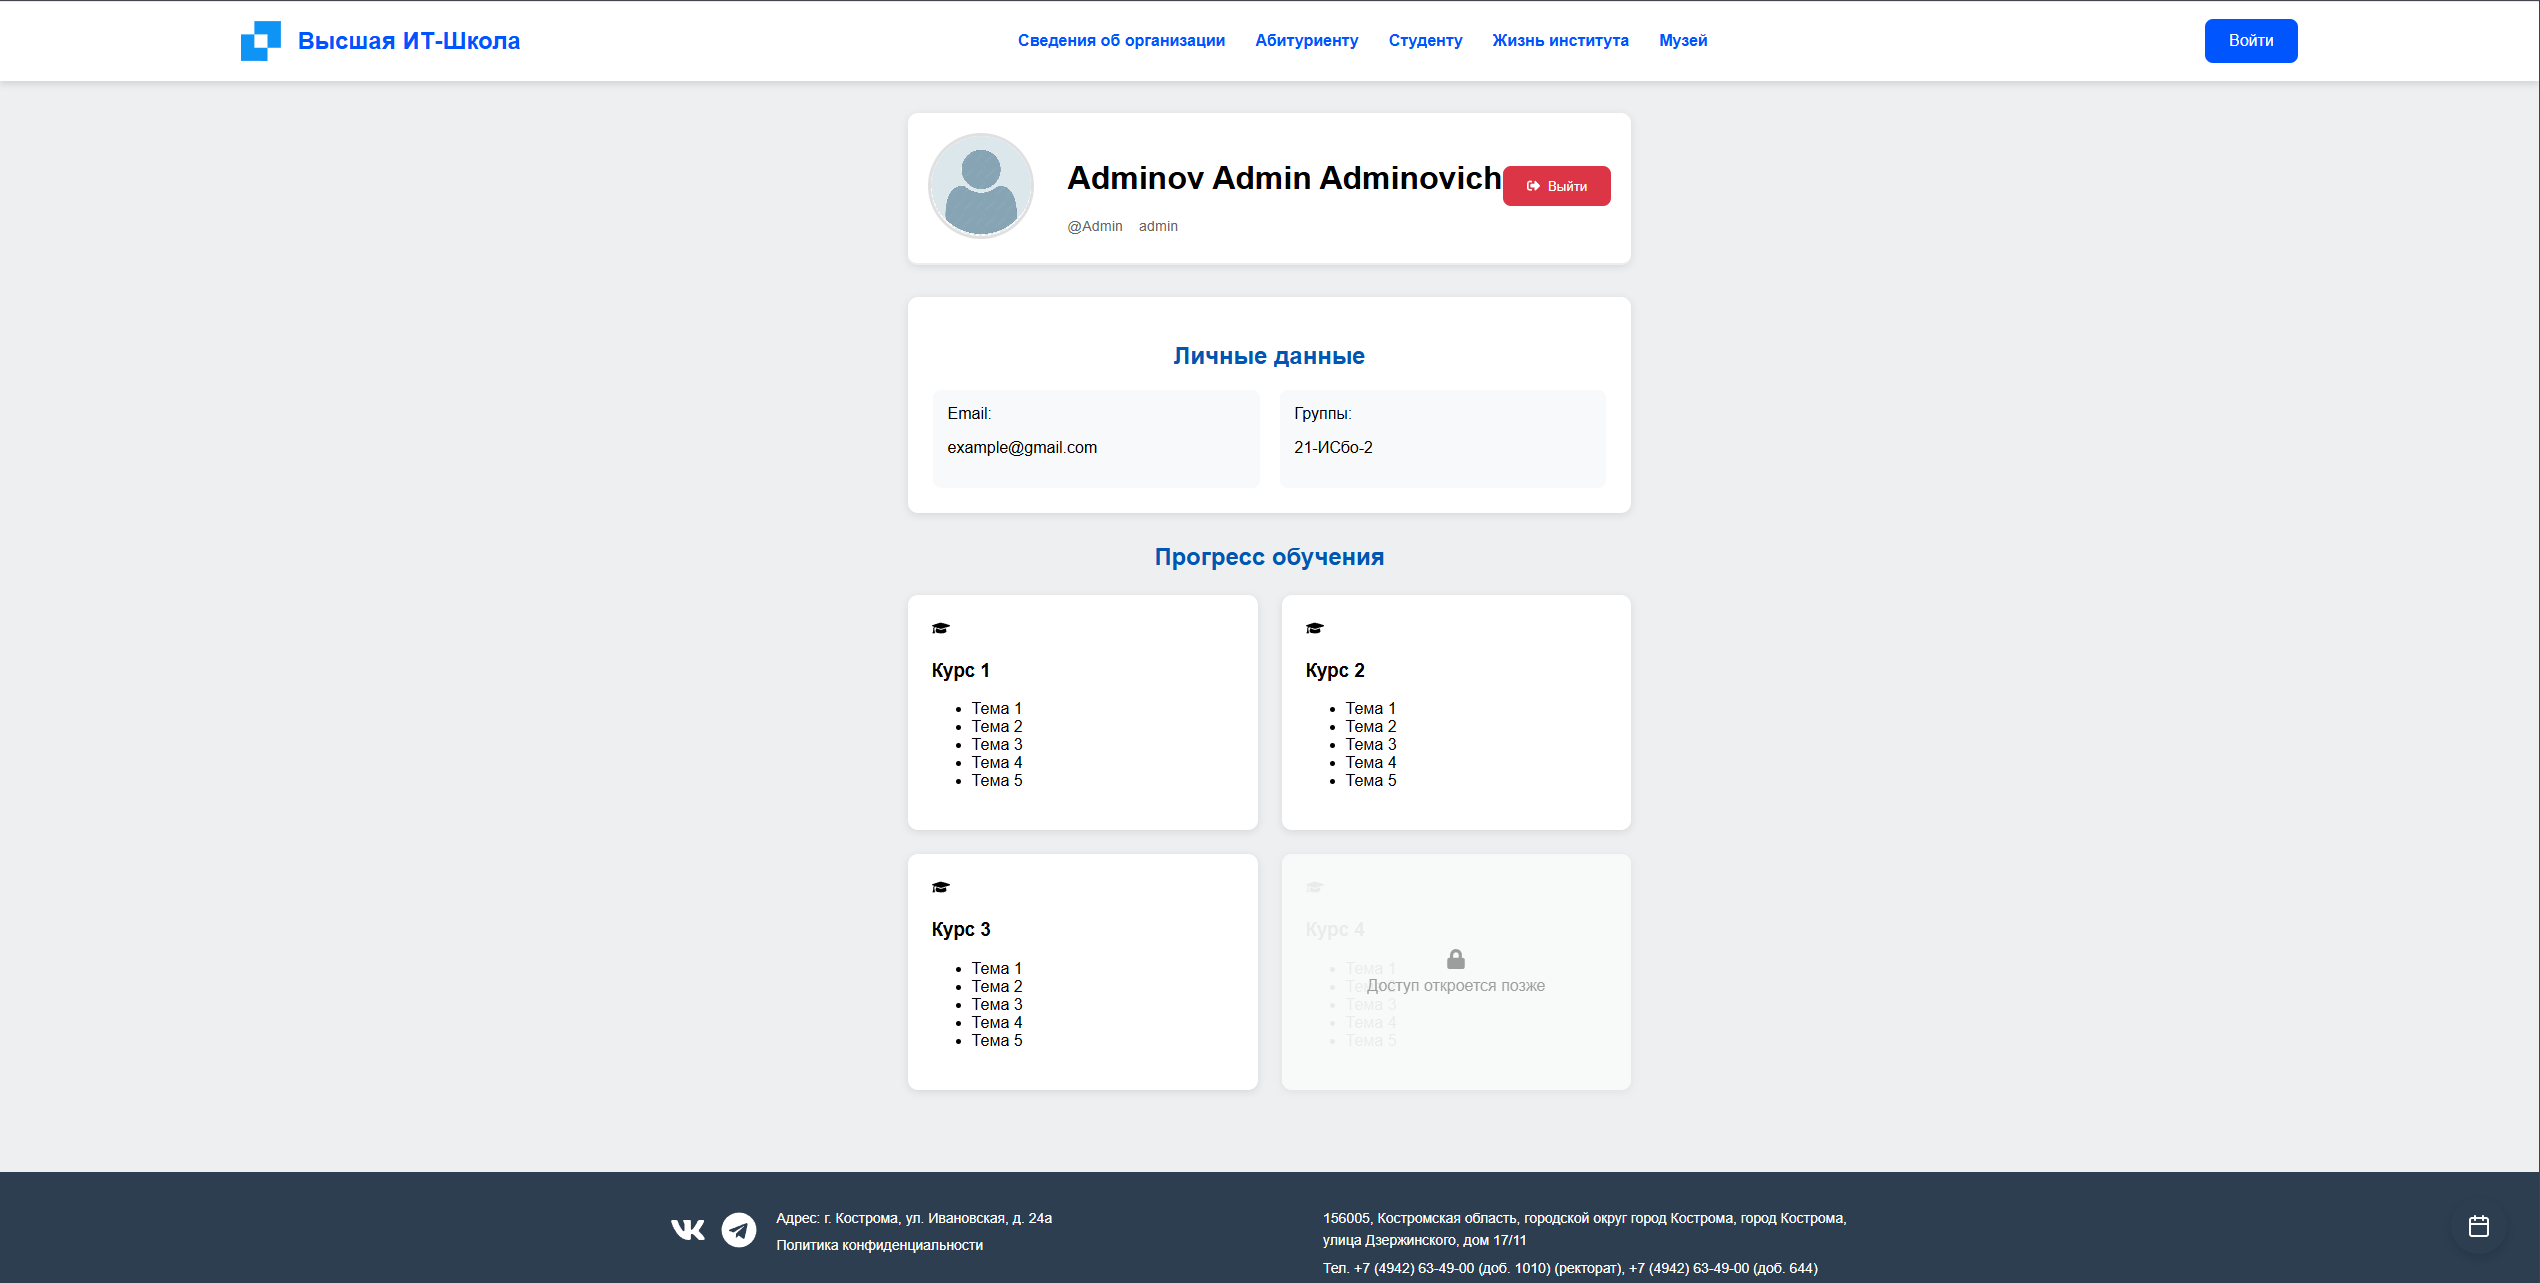 Высшая ИТ-Школа
Сведения об организации
Абитуриенту
Студенту
Жизнь института
Музей
Войти
Adminov Admin Adminovich
Выйти
@Admin admin
Личные данные
Email:
example@gmail.com
Группы:
21-ИСбо-2
Прогресс обучения
Курс 1
Тема 1
Тема 2
Тема 3
Тема 4
Тема 5
Курс 2
Тема 1
Тема 2
Тема 3
Тема 4
Тема 5
Курс 3
Тема 1
Тема 2
Тема 3
Тема 4
Тема 5
Курс 4
Тема 1
Доступ откроется позже
Тема 3
Тема 4
Тема 5
Адрес: г. Кострома, ул. Ивановская, д. 24а
Политика конфиденциальности
156005, Костромская область, городской округ город Кострома, город Кострома,
улица Дзержинского, дом 17/11
Тел. +7 (4942) 63-49-00 (доб. 1010) (ректорат), +7 (4942) 63-49-00 (доб. 644)